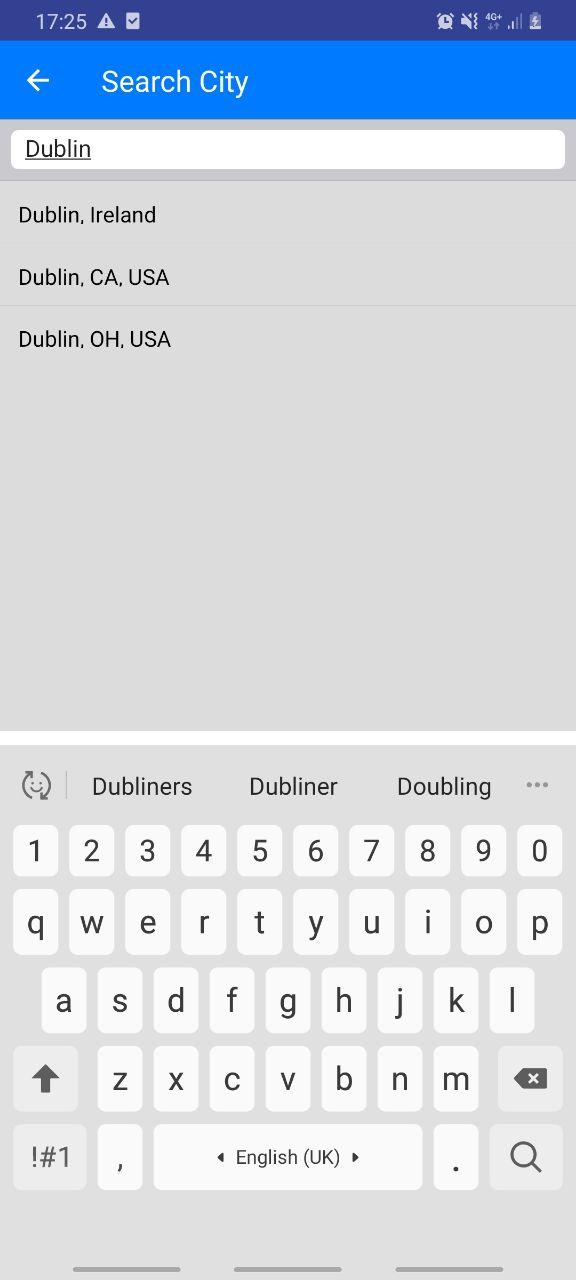 17:25 4G+
Search City
Dublin
Dublin, Ireland
Dublin, CA, USA
Dublin, OH, USA
Dubliners Dubliner Doubling
1 2 3 4 5 6 7 8 9 0
q w e r t y u i o p
a s d f g h j k l
z x c v b n m
!#1 , English (UK) .